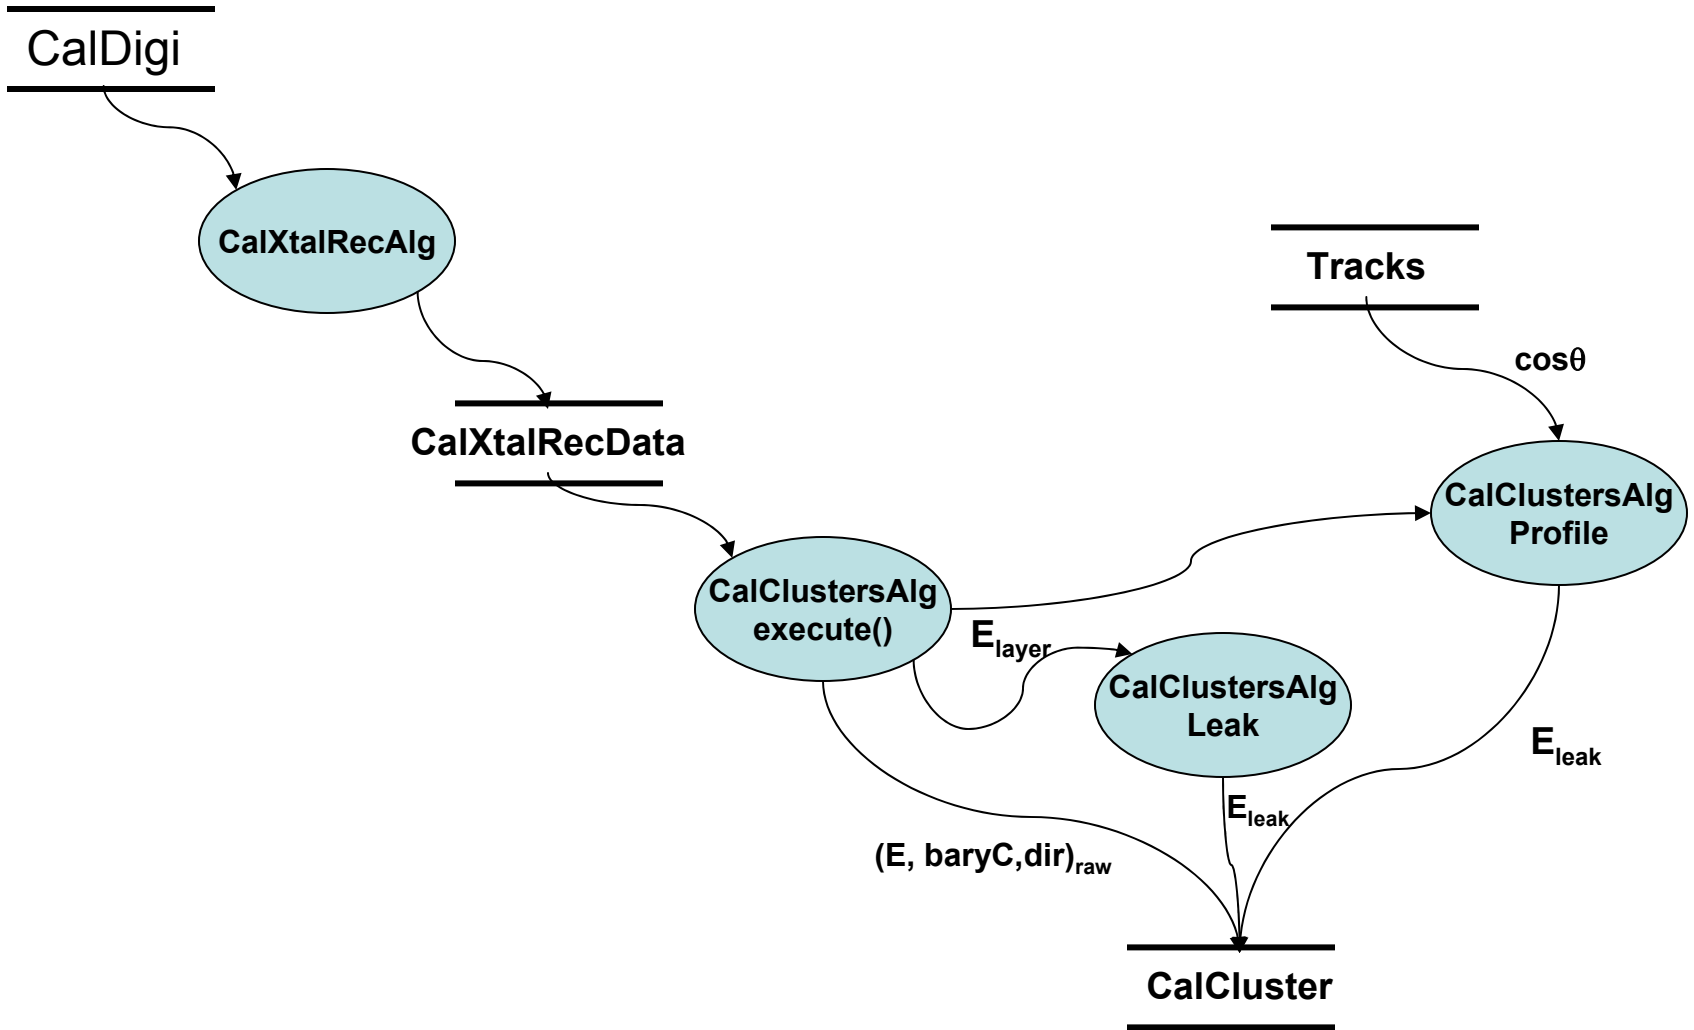 CalDigi
CalXtalRecAlg
Tracks
cosθ
CalXtalRecData
CalClustersAlg
Profile
CalClustersAlg
execute()
E_layer
CalClustersAlg
Leak
E_leak
E_leak
(E, baryC,dir)_raw
CalCluster